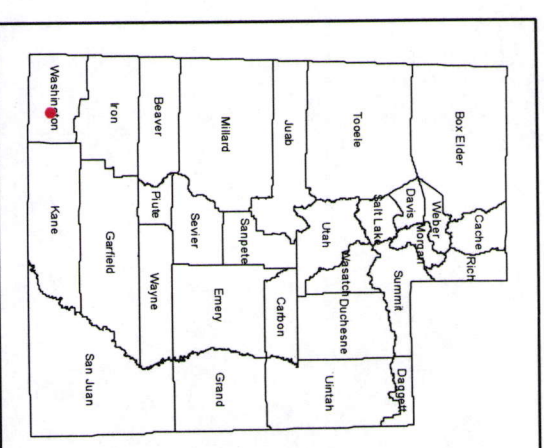 Cache
Rich
Box Elder
Weber
Morgan
Davis
Summit
Daggett
Salt Lake
Tooele
Wasatch
Duchesne
Uintah
Utah
Juab
Carbon
Sanpete
Millard
Emery
Grand
Sevier
Beaver
Piute
Wayne
Iron
Garfield
San Juan
Washington
Kane